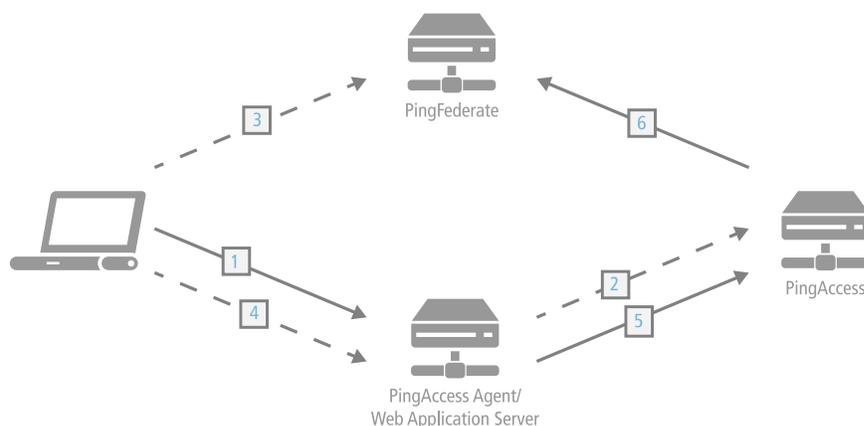 PingFederate
3
6
1
2
PingAccess
4
5
PingAccess Agent/
Web Application Server